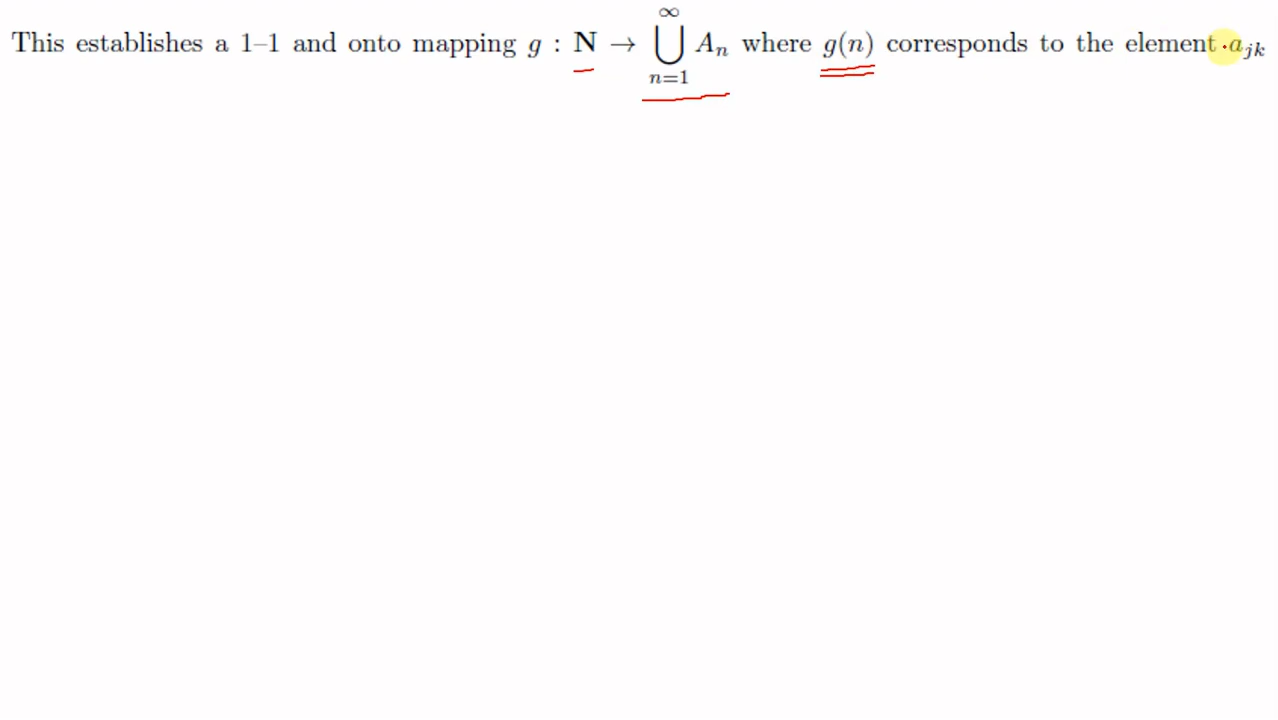 This establishes a 1–1 and onto mapping g : N → ⋃_{n=1}^{∞} A_n where g(n) corresponds to the element a_{jk}